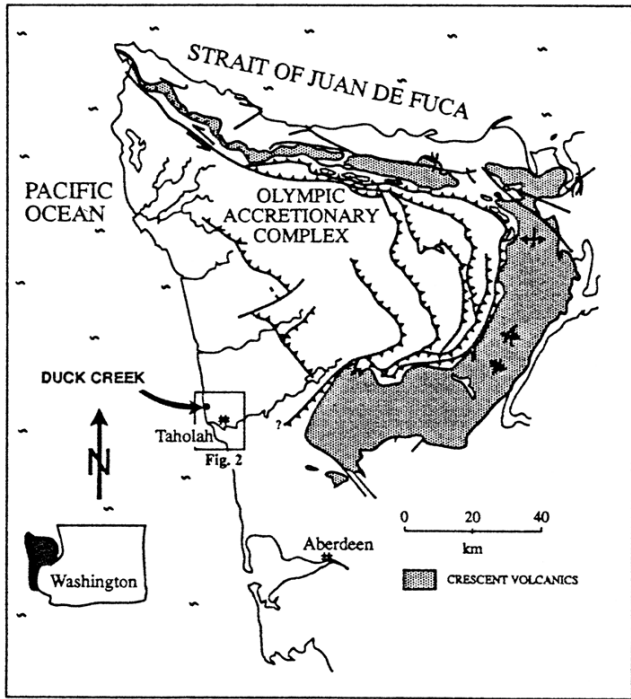 STRAIT OF JUAN DE FUCA
PACIFIC
OCEAN
OLYMPIC
ACCRETIONARY
COMPLEX
DUCK CREEK
Taholah
?
Fig. 2
N
0 20 40
km
Aberdeen
Washington
CRESCENT VOLCANICS